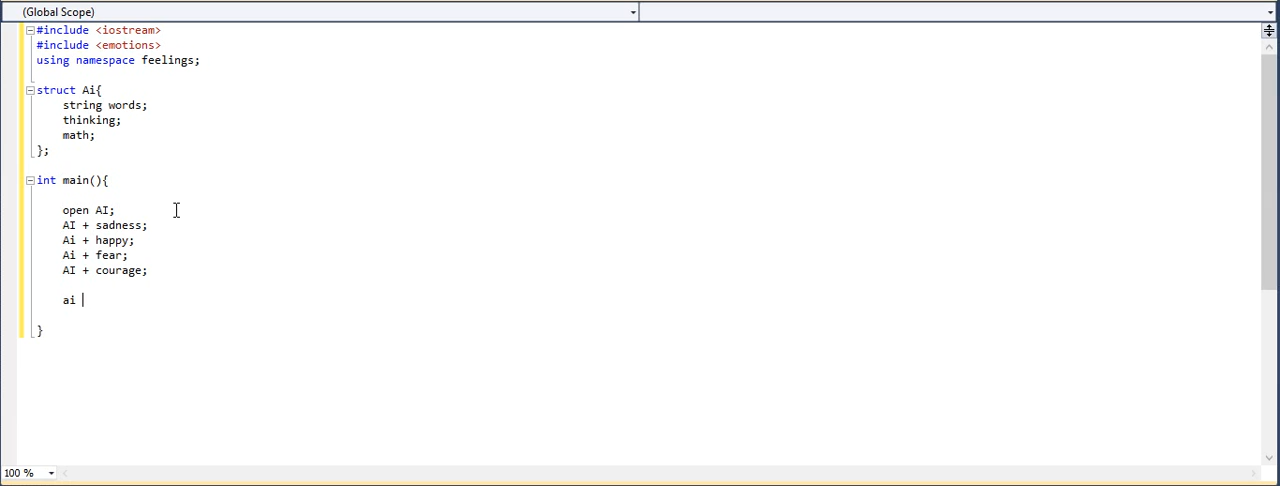 (Global Scope)
#include <iostream>
#include <emotions>
using namespace feelings;
struct Ai{
string words;
thinking;
math;
};
int main(){
open AI;
AI + sadness;
Ai + happy;
Ai + fear;
AI + courage;
ai
}
100 %